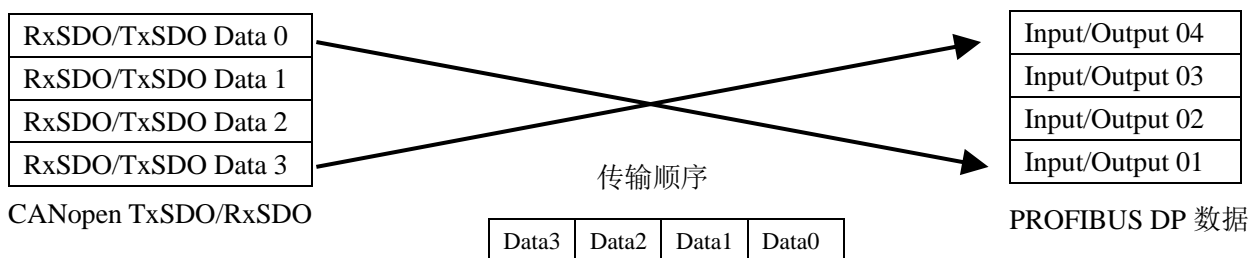 RxSDO/TxSDO Data 0
RxSDO/TxSDO Data 1
RxSDO/TxSDO Data 2
RxSDO/TxSDO Data 3
CANopen TxSDO/RxSDO
传输顺序
Data3 Data2 Data1 Data0
Input/Output 04
Input/Output 03
Input/Output 02
Input/Output 01
PROFIBUS DP 数据